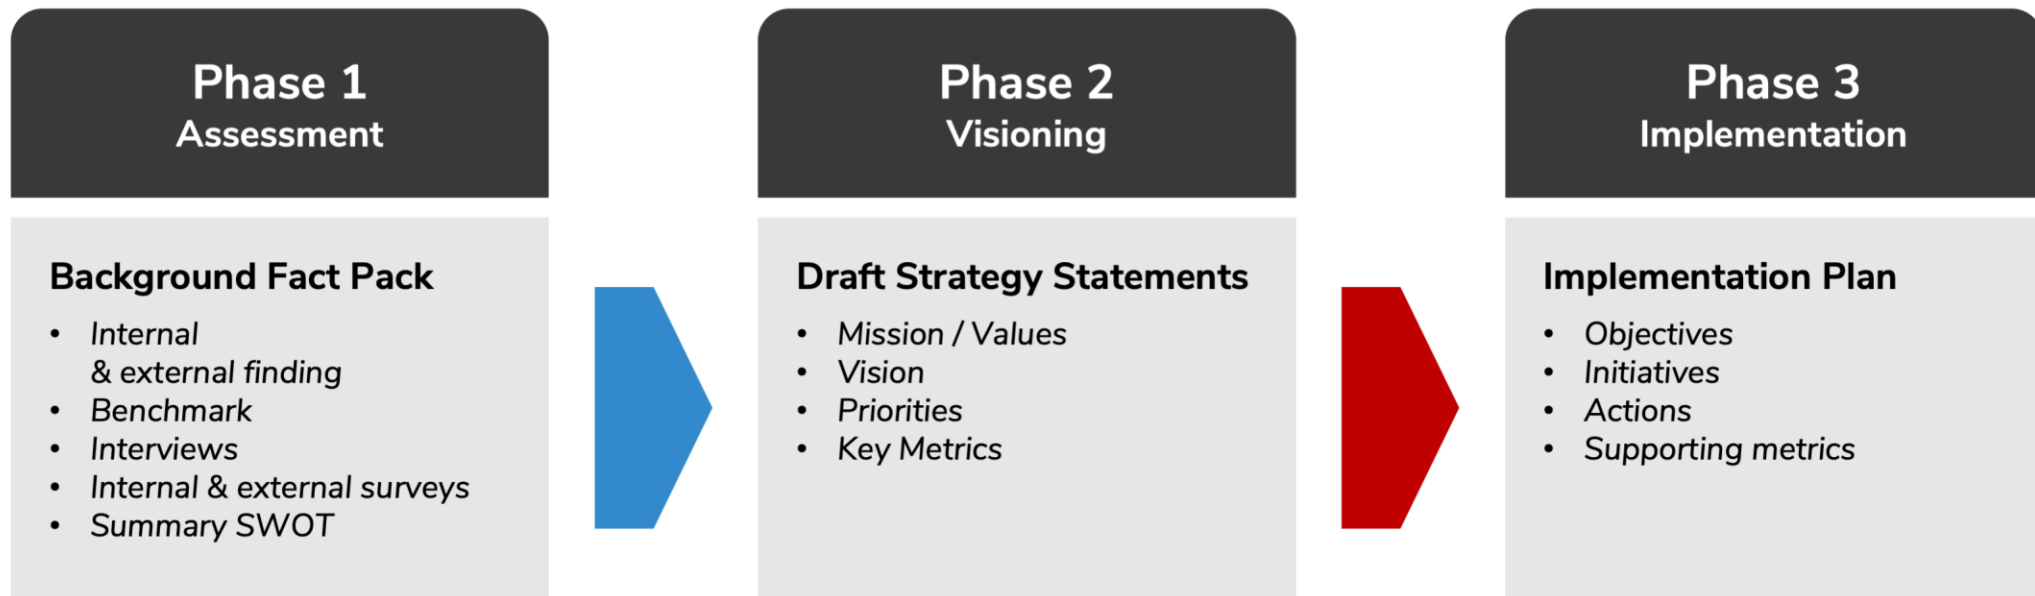 Phase 1
Assessment
Background Fact Pack
• Internal
& external finding
• Benchmark
• Interviews
• Internal & external surveys
• Summary SWOT
Phase 2
Visioning
Draft Strategy Statements
• Mission / Values
• Vision
• Priorities
• Key Metrics
Phase 3
Implementation
Implementation Plan
• Objectives
• Initiatives
• Actions
• Supporting metrics